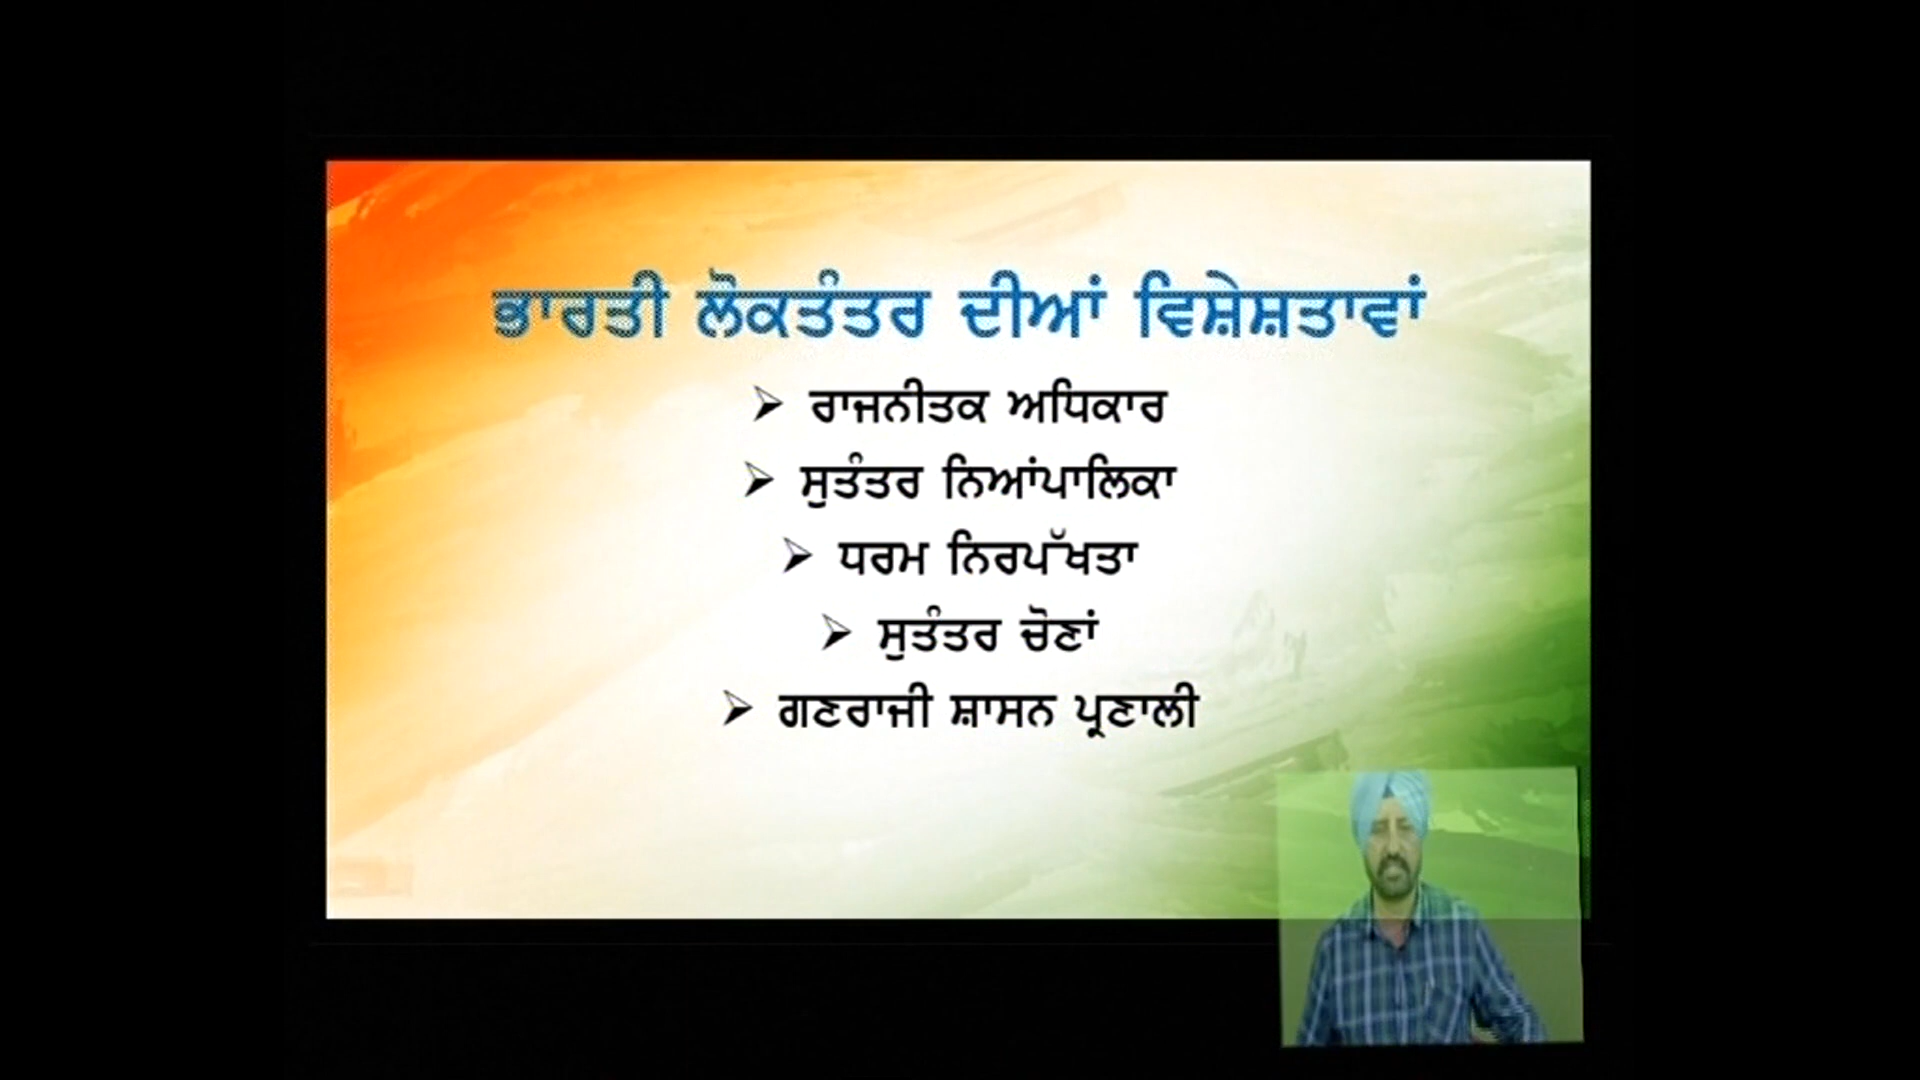 ਭਾਰਤੀ ਲੋਕਤੰਤਰ ਦੀਆਂ ਵਿਸ਼ੇਸ਼ਤਾਵਾਂ
➢ ਰਾਜਨੀਤਕ ਅਧਿਕਾਰ
➢ ਸੁਤੰਤਰ ਨਿਆਂਪਾਲਿਕਾ
➢ ਧਰਮ ਨਿਰਪੱਖਤਾ
➢ ਸੁਤੰਤਰ ਚੋਣਾਂ
➢ ਗਣਰਾਜੀ ਸ਼ਾਸਨ ਪ੍ਰਣਾਲੀ